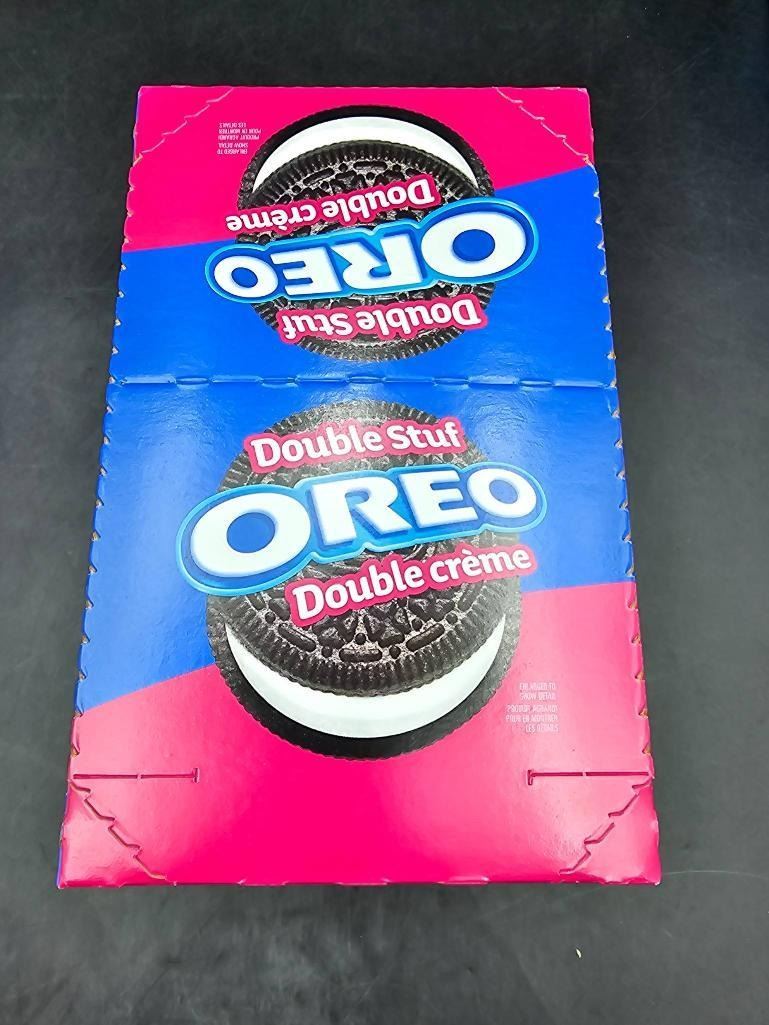 ENLARGED TO
SHOW DETAIL
PRODUIT AGRANDI
POUR EN MONTRER
LES DÉTAILS
Double crème
OREO
Double Stuf
Double Stuf
OREO
Double crème
ENLARGED TO
SHOW DETAIL
PRODUIT AGRANDI
POUR EN MONTRER
LES DÉTAILS